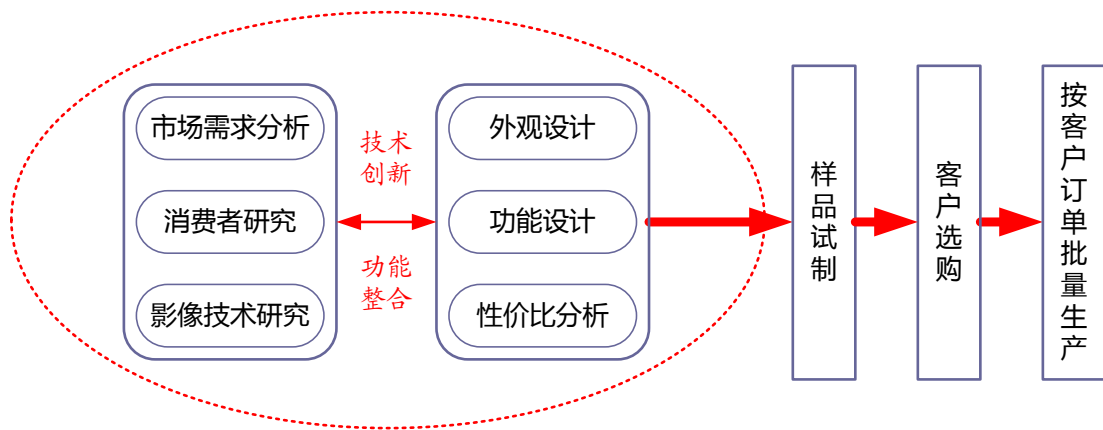 市场需求分析
消费者研究
影像技术研究
技术
创新
功能
整合
外观设计
功能设计
性价比分析
样品试制
客户选购
按客户订单批量生产